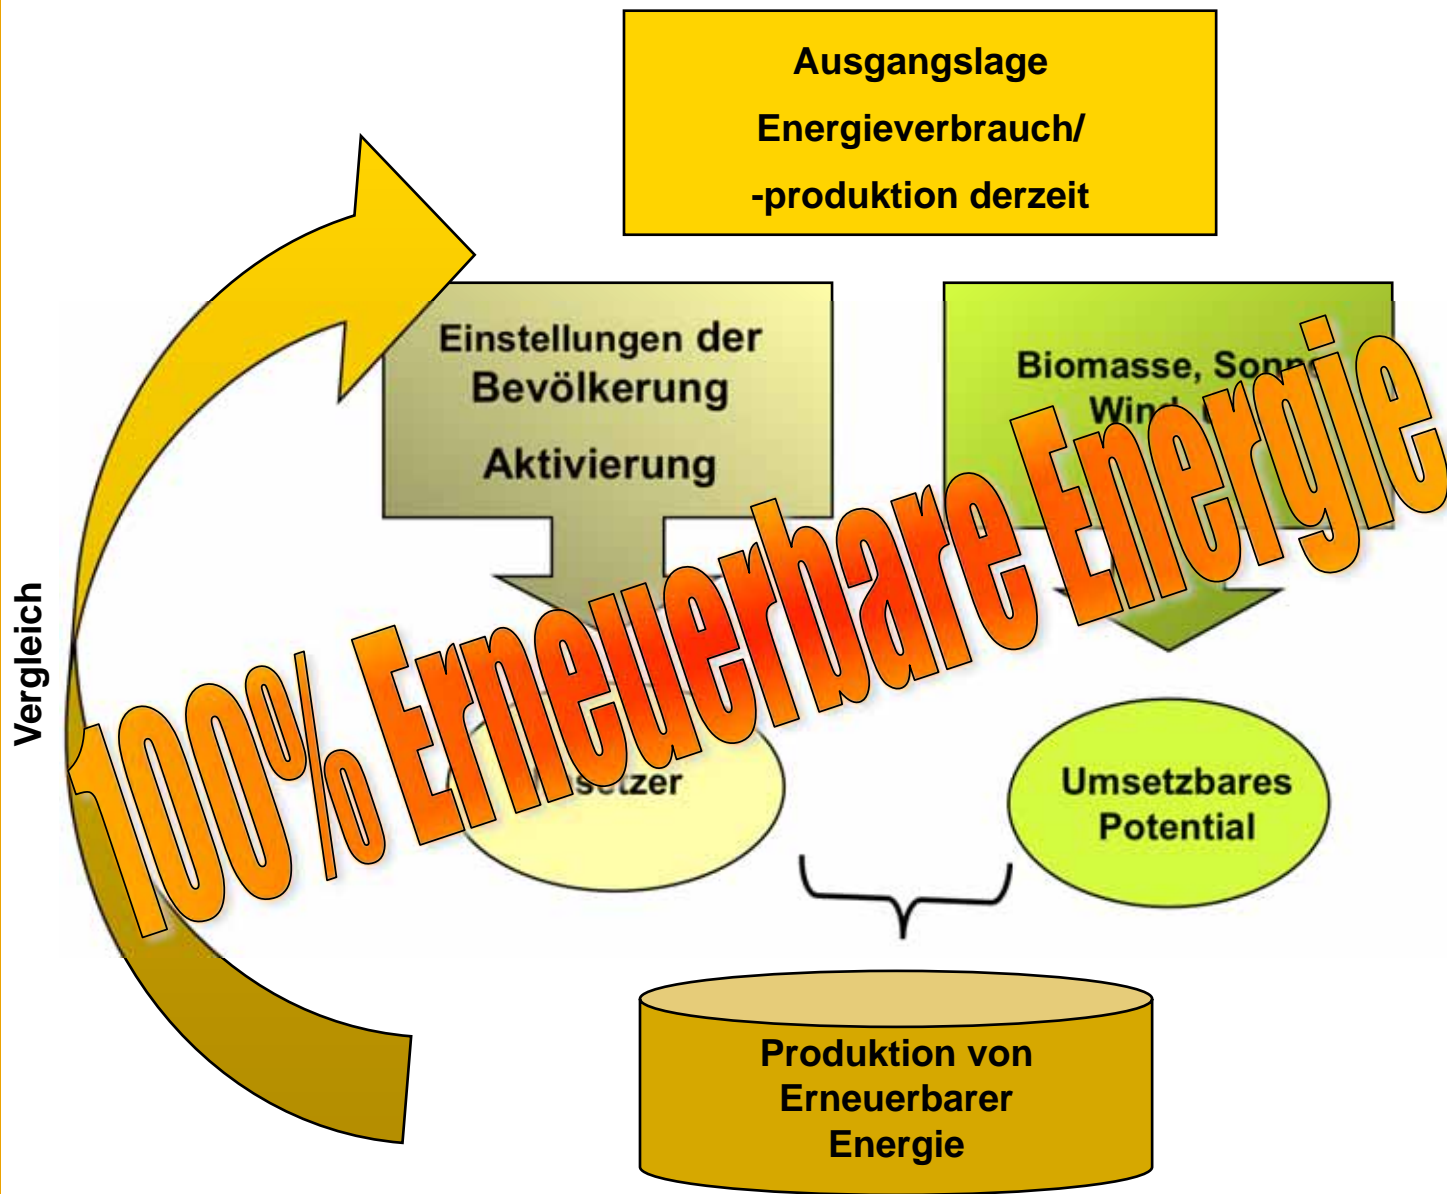 Ausgangslage
Energieverbrauch/
-produktion derzeit
Einstellungen der
Bevölkerung
Aktivierung
Biomasse, Sonne
Wind,
100% Erneuerbare Energie
Vergleich
Umsetzbares
Potential
Produktion von
Erneuerbarer
Energie